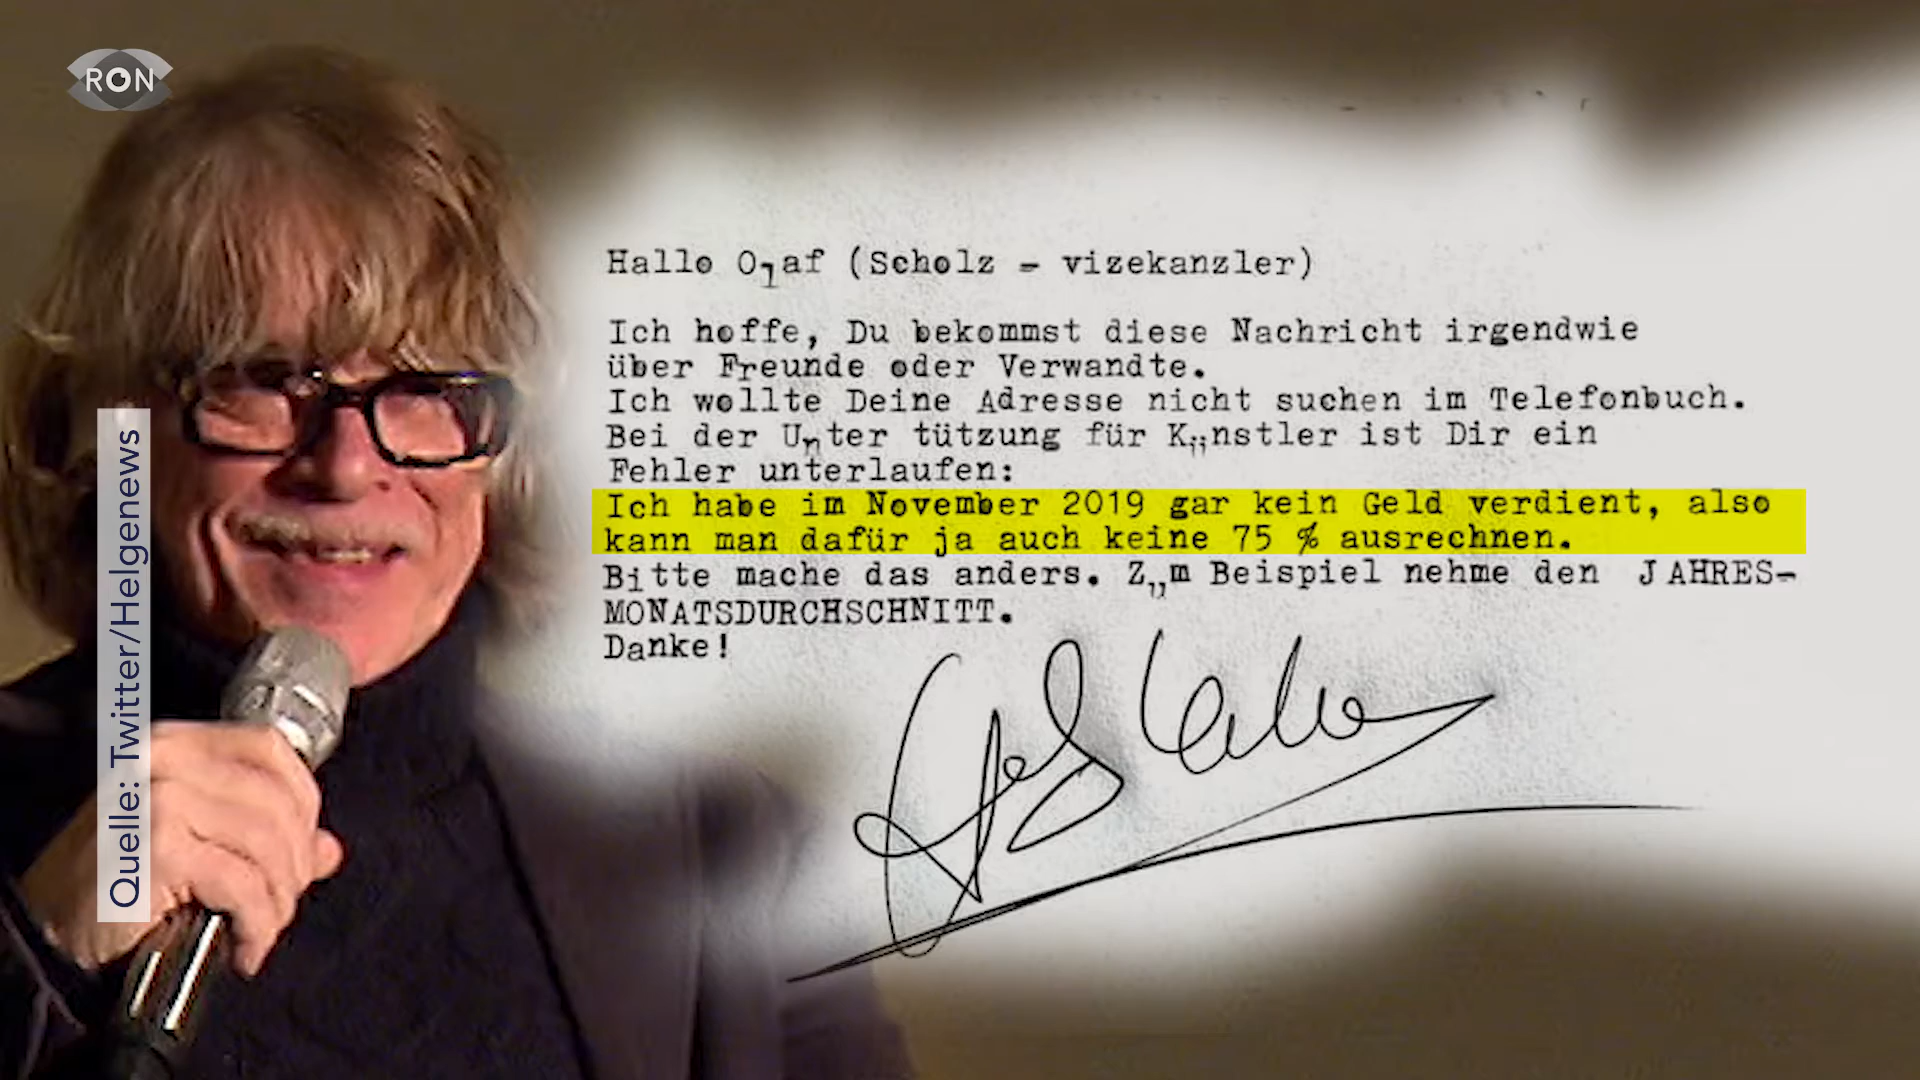 RON
Hallo Olaf (Scholz - vizekanzler)
Ich hoffe, Du bekommst diese Nachricht irgendwie
über Freunde oder Verwandte.
Ich wollte Deine Adresse nicht suchen im Telefonbuch.
Bei der Unter tützung für Künstler ist Dir ein
Fehler unterlaufen:
Ich habe im November 2019 gar kein Geld verdient, also
kann man dafür ja auch keine 75 % ausrechnen.
Bitte mache das anders. Zum Beispiel nehme den JAHRES-
MONATSDURCHSCHNITT.
Danke!
Quelle: Twitter/Helgenews